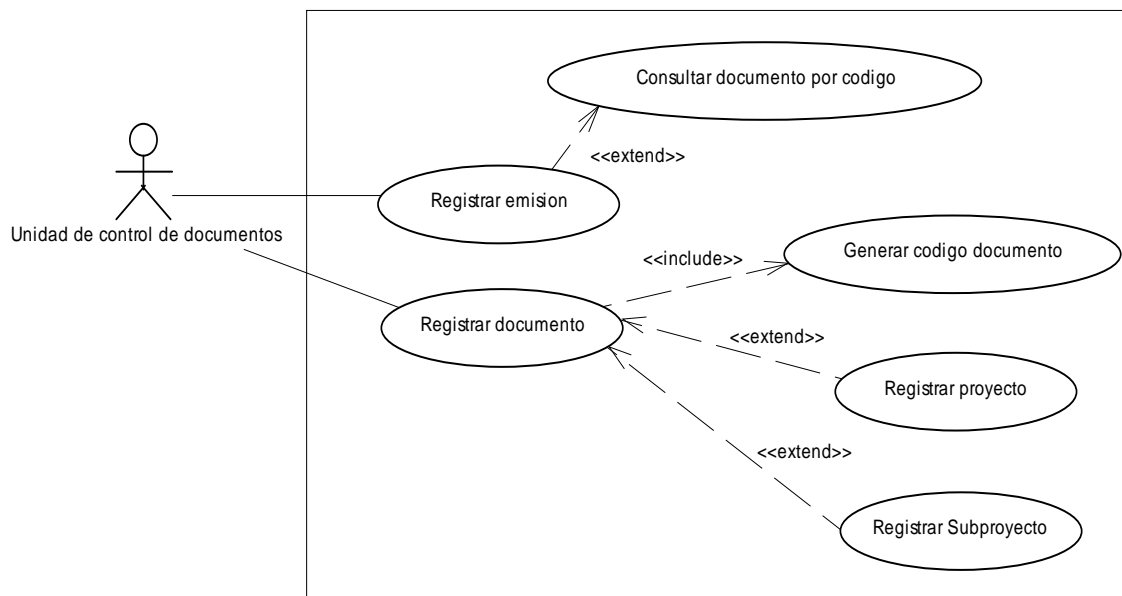 Consultar documento por codigo
<<extend>>
Registrar emision
Unidad de control de documentos
Generar codigo documento
<<include>>
Registrar documento
<<extend>>
Registrar proyecto
<<extend>>
Registrar Subproyecto